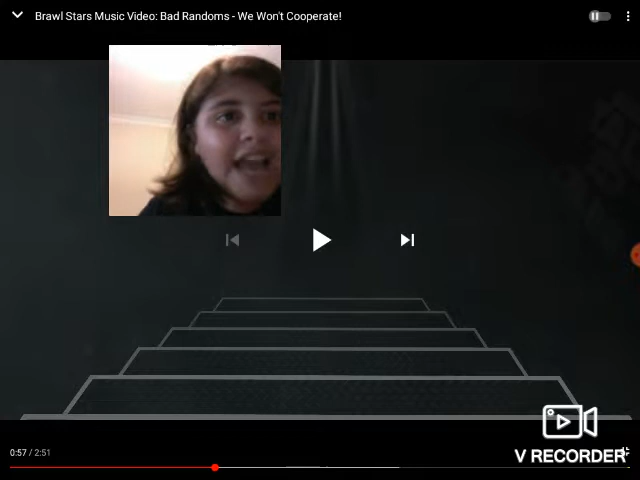 Brawl Stars Music Video: Bad Randoms - We Won't Cooperate!
0:57 / 2:51
V RECORDER